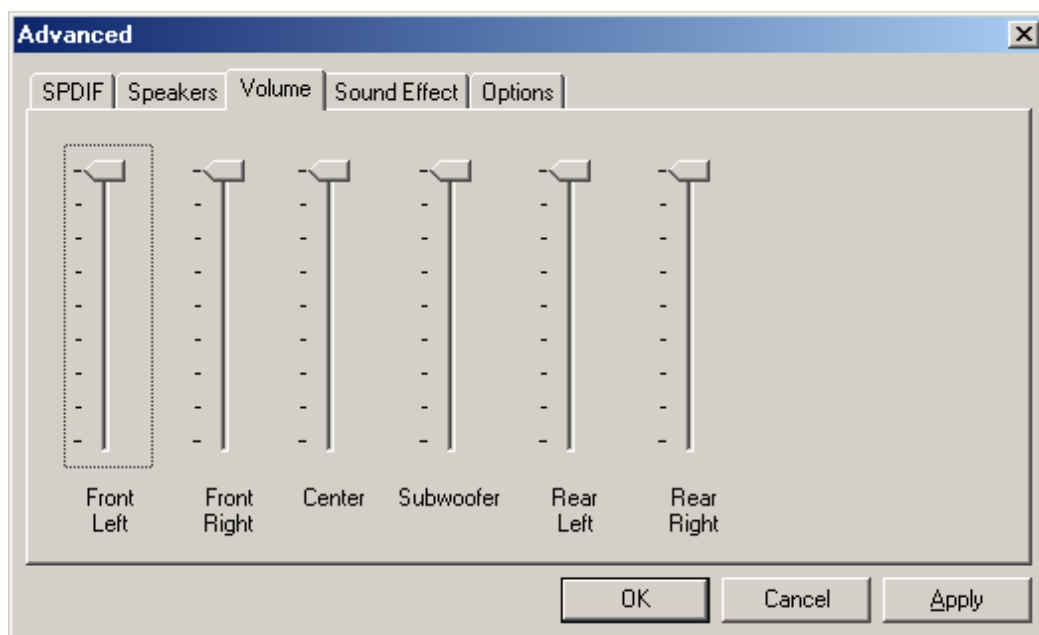 Advanced
SPDIF Speakers Volume Sound Effect Options
Front Left
Front Right
Center
Subwoofer
Rear Left
Rear Right
OK Cancel Apply